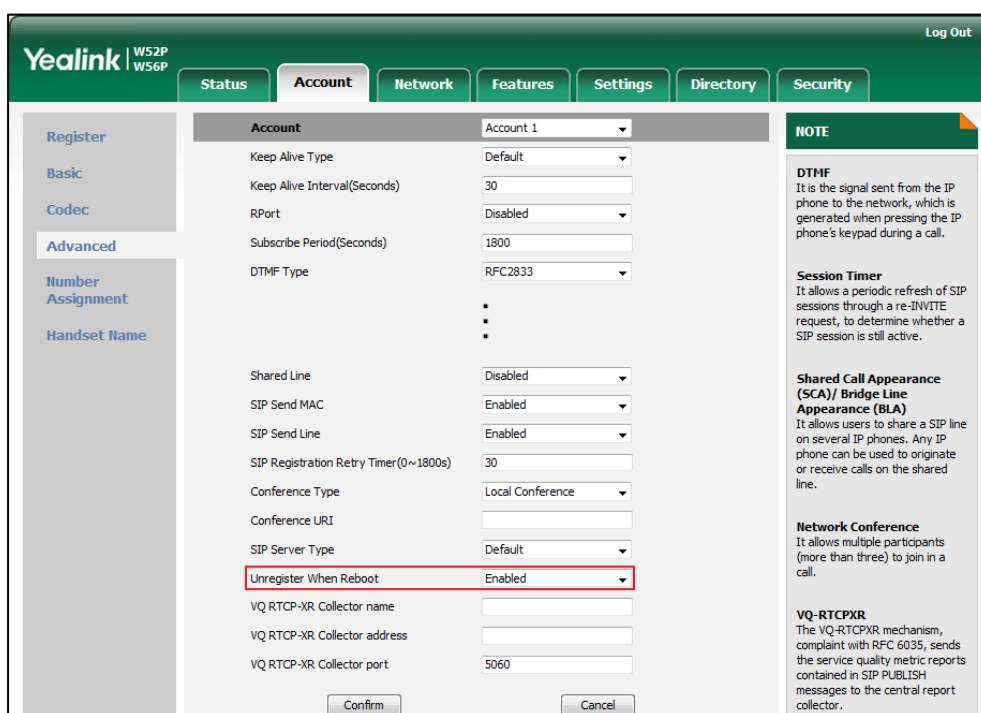 Log Out
Yealink | W52P
W56P
Status Account Network Features Settings Directory Security
Register
Basic
Codec
Advanced
Number
Assignment
Handset Name
Account Account 1
Keep Alive Type Default
Keep Alive Interval(Seconds) 30
RPort Disabled
Subscribe Period(Seconds) 1800
DTMF Type RFC2833
Shared Line Disabled
SIP Send MAC Enabled
SIP Send Line Enabled
SIP Registration Retry Timer(0~1800s) 30
Conference Type Local Conference
Conference URI
SIP Server Type Default
Unregister When Reboot Enabled
VQ RTCP-XR Collector name
VQ RTCP-XR Collector address
VQ RTCP-XR Collector port 5060
Confirm Cancel
NOTE
DTMF
It is the signal sent from the IP
phone to the network, which is
generated when pressing the IP
phone's keypad during a call.
Session Timer
It allows a periodic refresh of SIP
sessions through a re-INVITE
request, to determine whether a
SIP session is still active.
Shared Call Appearance
(SCA)/ Bridge Line
Appearance (BLA)
It allows users to share a SIP line
on several IP phones. Any IP
phone can be used to originate
or receive calls on the shared
line.
Network Conference
It allows multiple participants
(more than three) to join in a
call.
VQ-RTCPXR
The VQ-RTCPXR mechanism,
complaint with RFC 6035, sends
the service quality metric reports
contained in SIP PUBLISH
messages to the central report
collector.